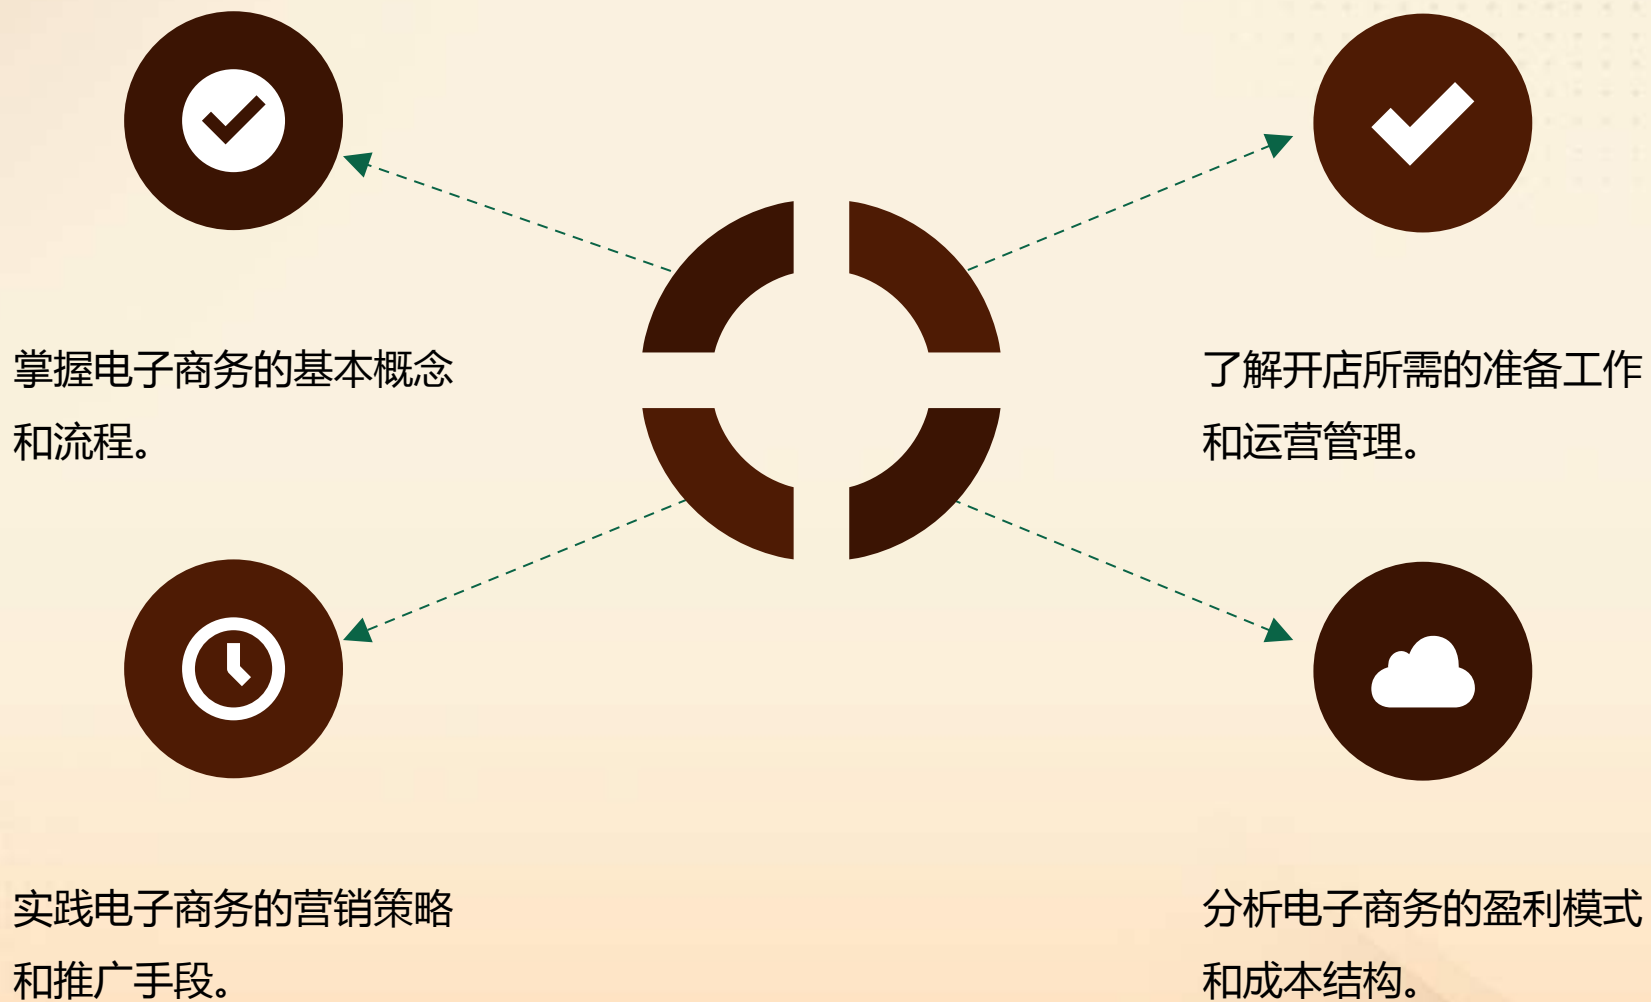 掌握电子商务的基本概念
和流程。
了解开店所需的准备工作
和运营管理。
实践电子商务的营销策略
和推广手段。
分析电子商务的盈利模式
和成本结构。